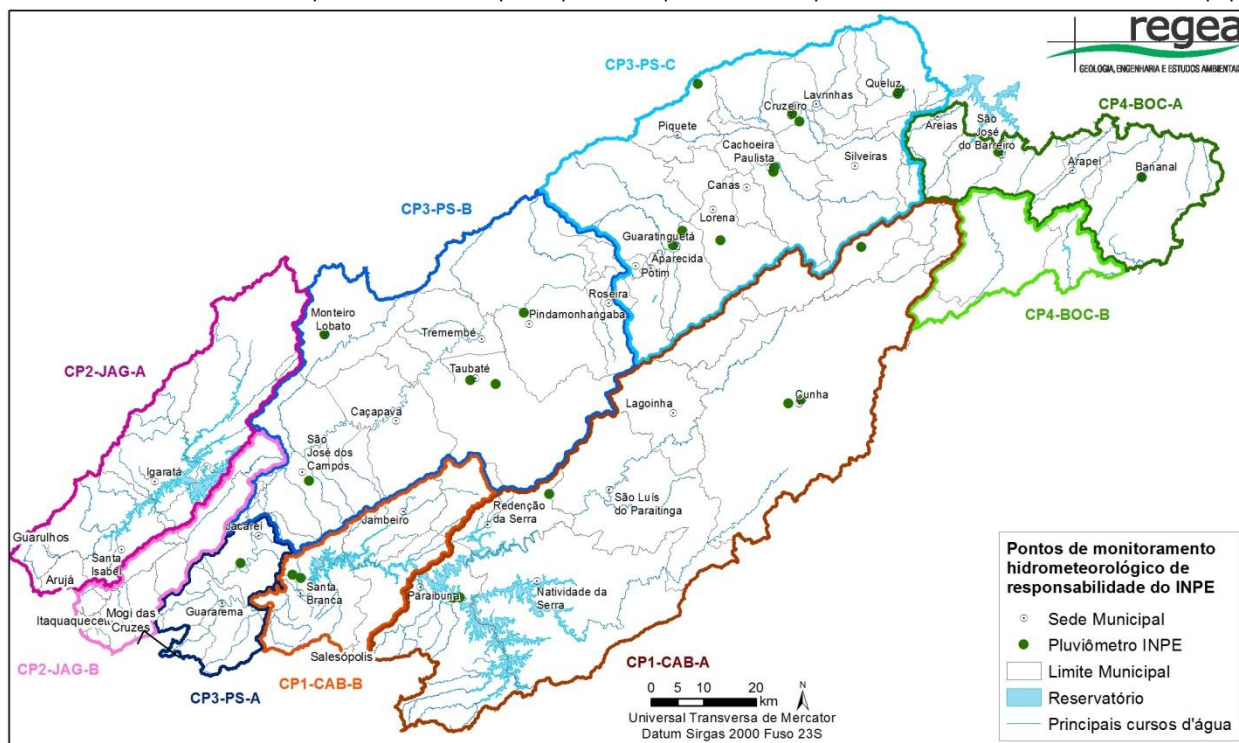 regea
GEOLOGIA, ENGENHARIA E ESTUDOS AMBIENTAIS
CP3-PS-C
Queluz
Lavrinhas
Cruzeiro
CP4-BOC-A
Piquete
Areias
São
José
do Barreiro
Cachoeira
Paulista
Silveiras
Arapeí
Bananal
Canas
CP3-PS-B
Lorena
Guaratinguetá
Aparecida
Potim
Roseira
CP4-BOC-B
Monteiro
Lobato
Pindamonhangaba
Tremembé
CP2-JAG-A
Taubaté
Cunha
Lagoinha
Caçapava
São
José dos
Campos
Igaratá
São Luís
do Paraitinga
Redenção
da Serra
Jambeiro
Jacareí
Guarulhos
Santa
Isabel
Arujá
Santa
Branca
Paraibuna
Natividade
da Serra
Guararema
Mogi das
Cruzes
Salesópolis
CP2-JAG-B
CP3-PS-A
CP1-CAB-B
CP1-CAB-A
0 5 10 20
km
N
Universal Transversa de Mercator
Datum Sirgas 2000 Fuso 23S
Pontos de monitoramento
hidrometeorológico de
responsabilidade do INPE
Sede Municipal
Pluviômetro INPE
Limite Municipal
Reservatório
Principais cursos d'água